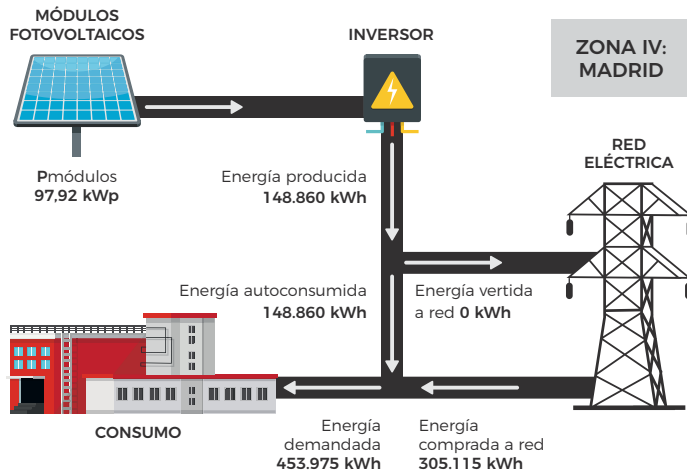 MÓDULOS
FOTOVOLTAICOS
INVERSOR
ZONA IV:
MADRID
RED
ELÉCTRICA
Pmódulos
97,92 kWp
Energía producida
148.860 kWh
Energía autoconsumida
148.860 kWh
Energía vertida
a red 0 kWh
CONSUMO
Energía
demandada
453.975 kWh
Energía
comprada a red
305.115 kWh